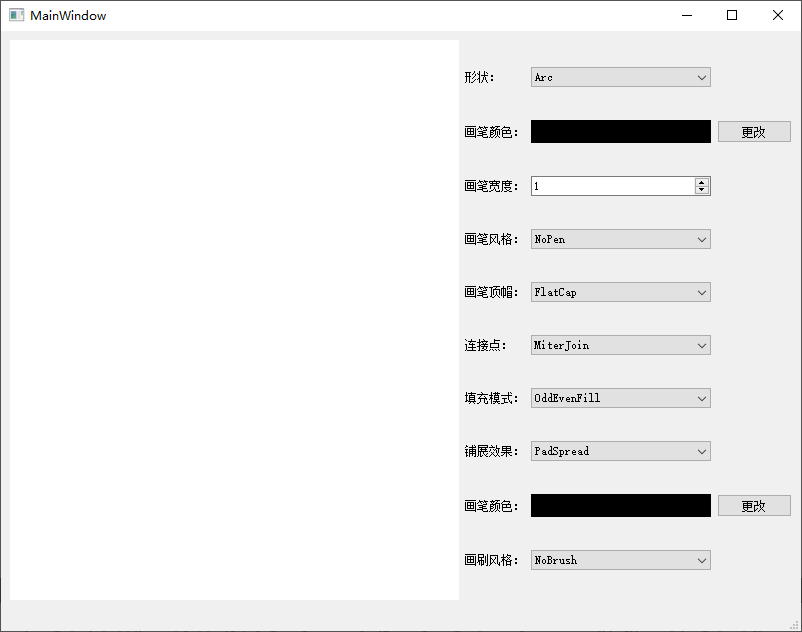 MainWindow
形状： Arc
画笔颜色： 更改
画笔宽度： 1
画笔风格： NoPen
画笔顶帽： FlatCap
连接点： MiterJoin
填充模式： OddEvenFill
铺展效果： PadSpread
画笔颜色： 更改
画刷风格： NoBrush